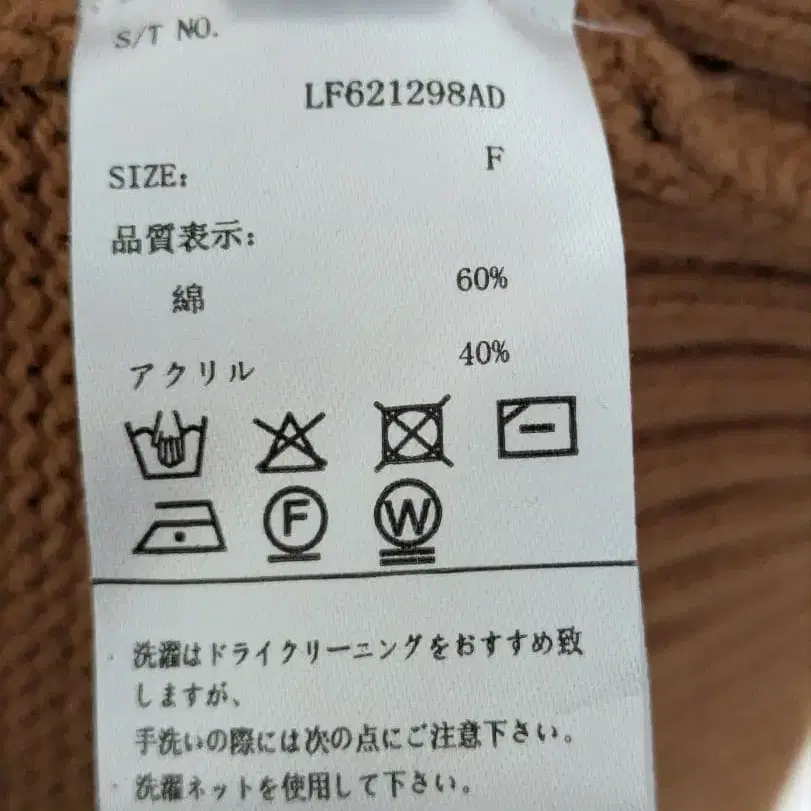 S/T NO.
LF621298AD
SIZE: F
品質表示:
綿 60%
アクリル 40%
F W
・洗濯はドライクリーニングをおすすめ致
しますが、
手洗いの際には次の点にご注意下さい。
・洗濯ネットを使用して下さい。